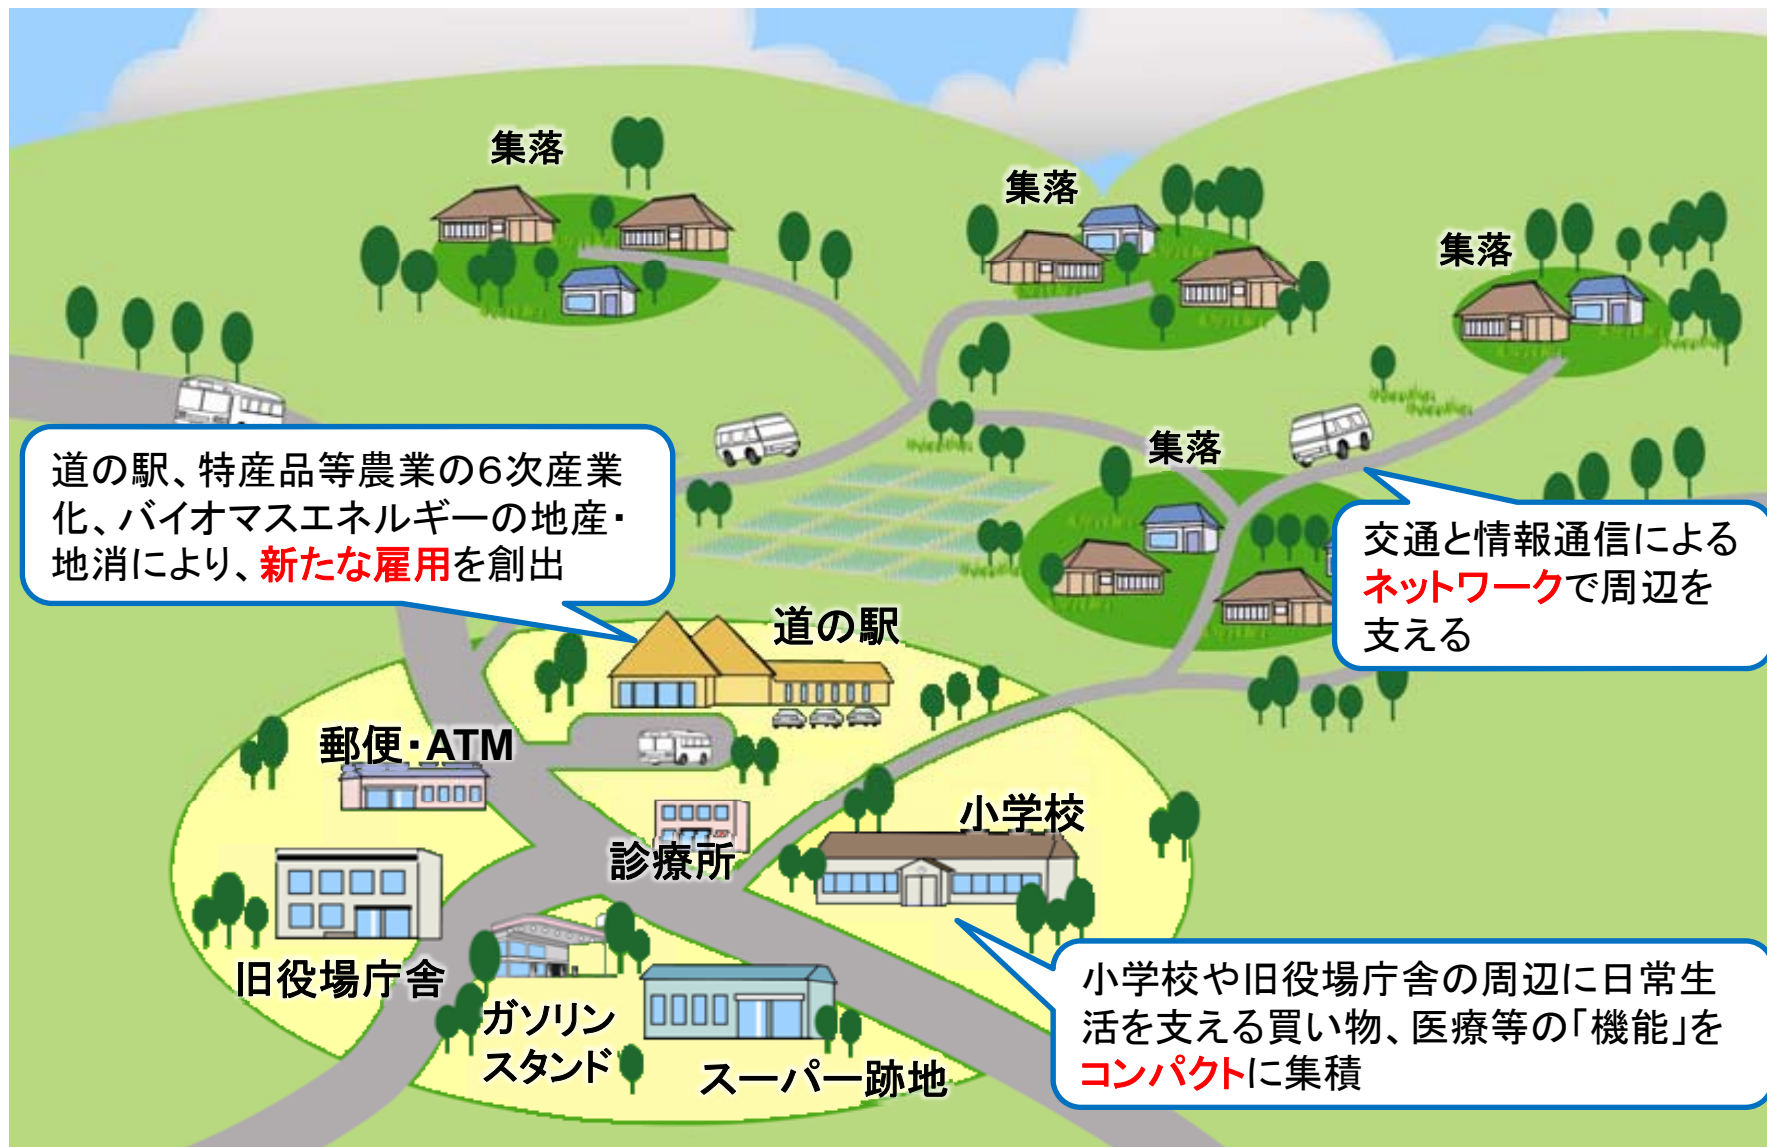 集落
集落
集落
集落
道の駅、特産品等農業の6次産業
化、バイオマスエネルギーの地産・
地消により、新たな雇用を創出
交通と情報通信による
ネットワークで周辺を
支える
道の駅
郵便・ATM
小学校
診療所
旧役場庁舎
ガソリン
スタンド
スーパー跡地
小学校や旧役場庁舎の周辺に日常生
活を支える買い物、医療等の「機能」を
コンパクトに集積